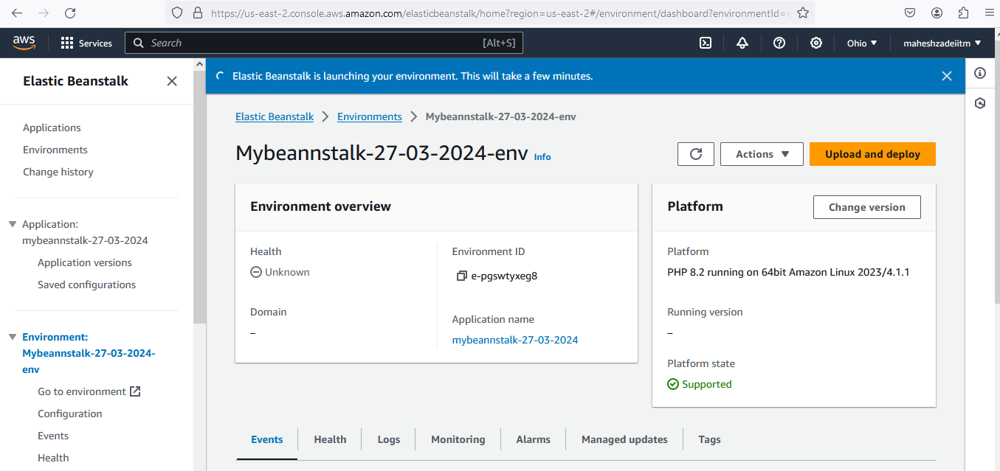 https://us-east-2.console.aws.amazon.com/elasticbeanstalk/home?region=us-east-2#/environment/dashboard?environmentId=e
aws
Services
Search
[Alt+S]
Ohio
maheshzadeiitm
Elastic Beanstalk
Applications
Environments
Change history
Application:
mybeannstalk-27-03-2024
Application versions
Saved configurations
Environment:
Mybeannstalk-27-03-2024-
env
Go to environment
Configuration
Events
Health
Elastic Beanstalk is launching your environment. This will take a few minutes.
Elastic Beanstalk > Environments > Mybeannstalk-27-03-2024-env
Mybeannstalk-27-03-2024-env Info
Actions
Upload and deploy
Environment overview
Health
Unknown
Domain
–
Environment ID
e-pgswtyxeg8
Application name
mybeannstalk-27-03-2024
Platform
Change version
Platform
PHP 8.2 running on 64bit Amazon Linux 2023/4.1.1
Running version
–
Platform state
Supported
Events
Health
Logs
Monitoring
Alarms
Managed updates
Tags